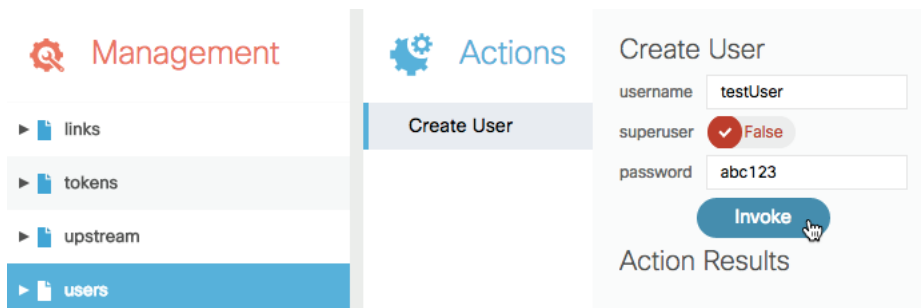 Management
links
tokens
upstream
users
Actions
Create User
Create User
username testUser
superuser False
password abc123
Invoke
Action Results